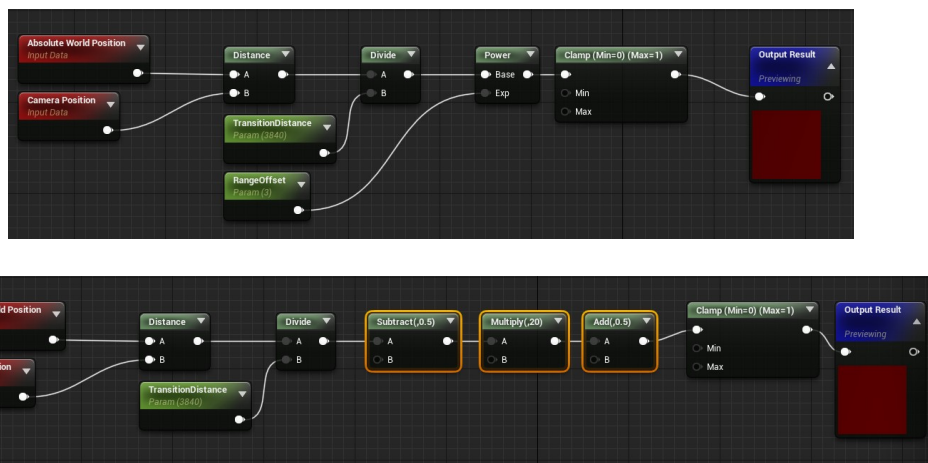 Absolute World Position
Input Data
Camera Position
Input Data
Distance
A
B
TransitionDistance
Param (3840)
RangeOffset
Param (3)
Divide
A
B
Power
Base
Exp
Clamp (Min=0) (Max=1)
Min
Max
Output Result
Previewing
d Position
ion
Distance
A
B
TransitionDistance
Param (3840)
Divide
A
B
Subtract(,0.5)
A
B
Multiply(,20)
A
B
Add(,0.5)
A
B
Clamp (Min=0) (Max=1)
Min
Max
Output Result
Previewing